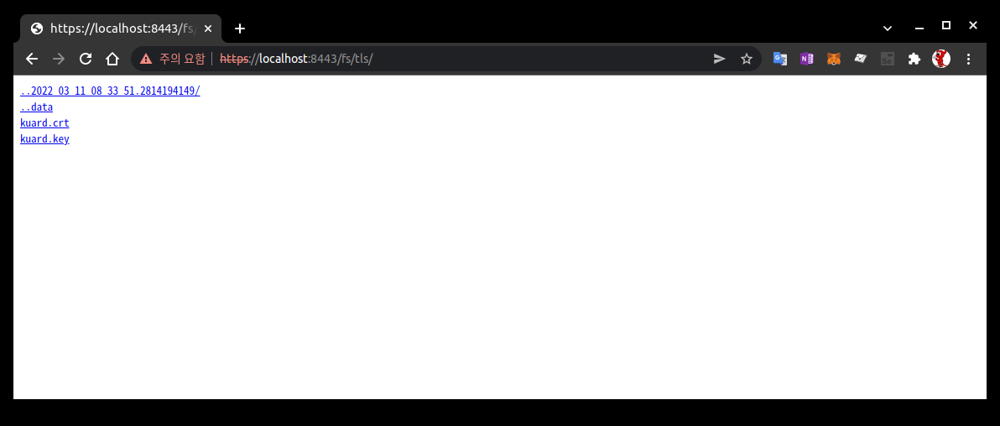 https://localhost:8443/fs/
주의 요함 https://localhost:8443/fs/tls/
..2022_03_11_08_33_51.2814194149/
..data
kuard.crt
kuard.key